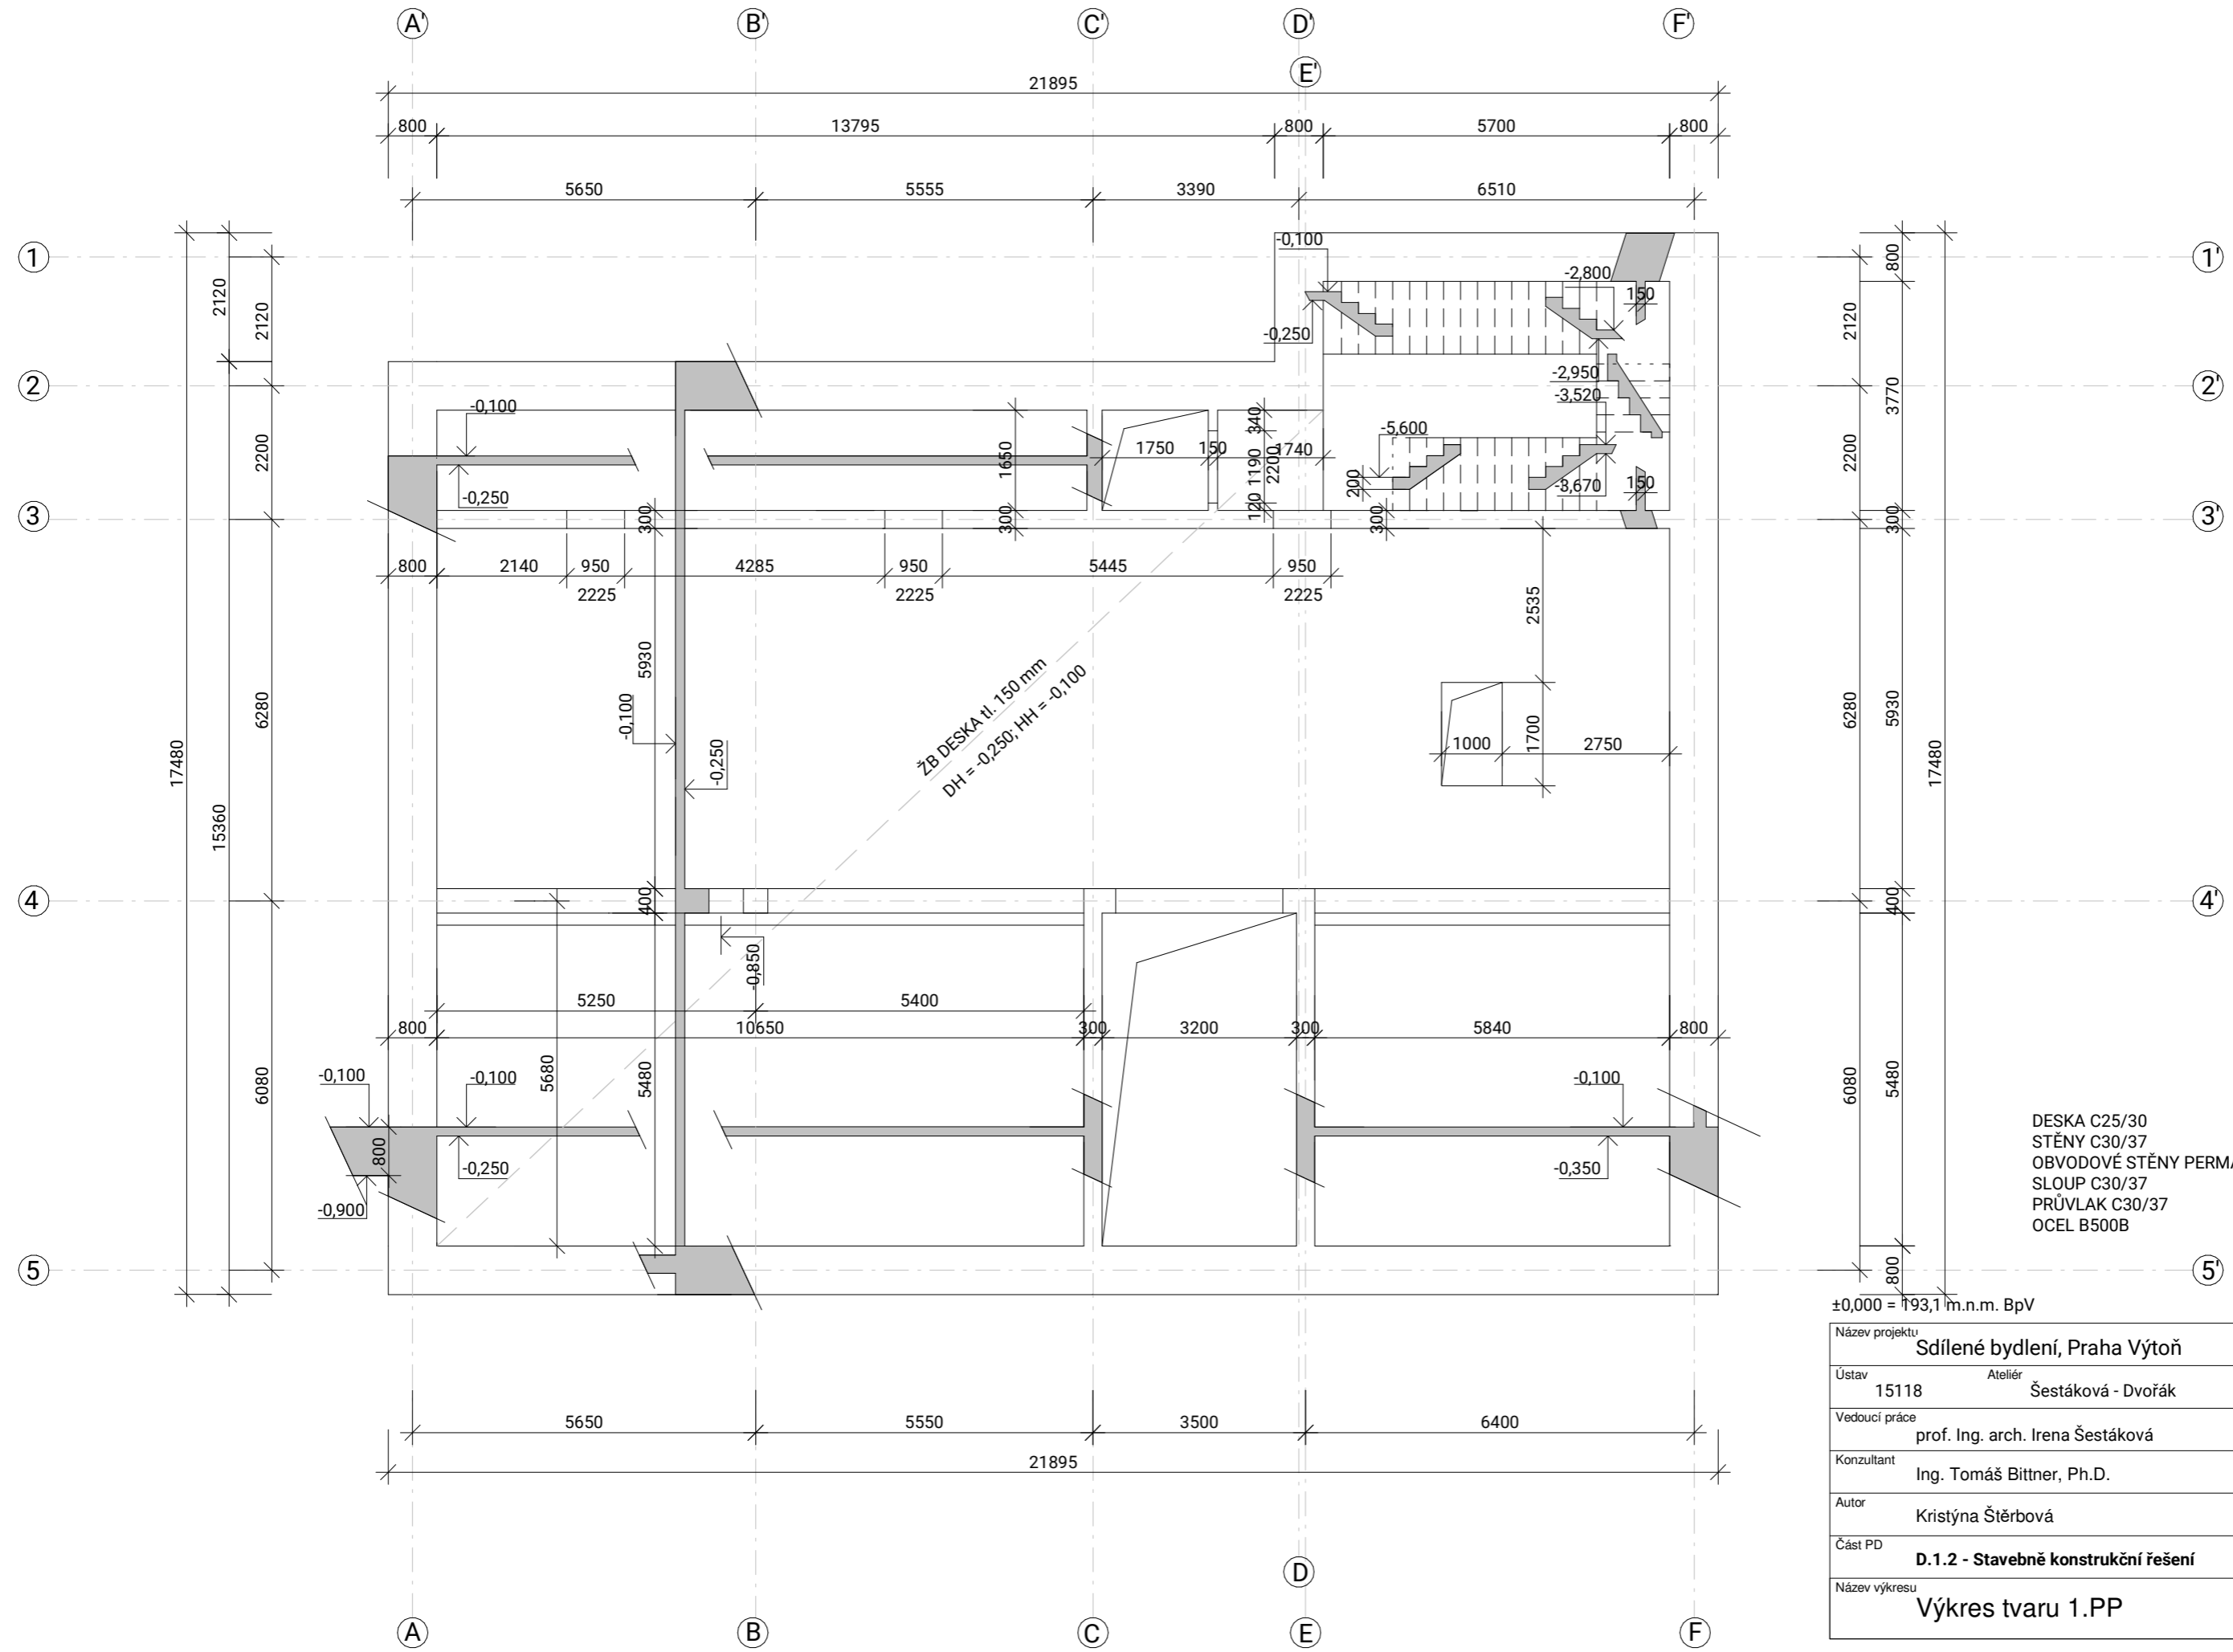 A' B' C' D' F'
E'
21895
800 13795 800 5700 800
5650 5555 3390 6510
1 1'
2 2'
3 3'
4 4'
5 5'
17480
2120
15360
2120
2200
6280
6080
-0,100
-0,250
-2,800
150
-2,950
-3,520
-5,600
200
-3,670
150
-0,100
-0,250
1650
300
1750 150 1740
340
1190
120
2200
300
300
800 2140 950 4285 950 5445 950
2225 2225 2225
5930
-0,100
-0,250
ŽB DESKA tl. 150 mm
DH = -0,250; HH = -0,100
2535
1700
1000 2750
400
-0,850
5250 5400
800 10650 300 3200 300 5840 800
5680
5480
-0,100 -0,100
800
-0,250
-0,900
-0,100
-0,350
2120
2200
6280
6080
800
3770
300
5930
400
5480
800
17480
DESKA C25/30
STĚNY C30/37
OBVODOVÉ STĚNY
SLOUP C30/37
PRŮVLAK C30/37
OCEL B500B
±0,000 = 193,1 m.n.m. BpV
5650 5550 3500 6400
21895
D
A B C E F
Název projektu Sdílené bydlení, Praha Výtoň
Ústav 15118 Ateliér Šestáková - Dvořák
Vedoucí práce prof. Ing. arch. Irena Šestáková
Konzultant Ing. Tomáš Bittner, Ph.D.
Autor Kristýna Štěrbová
Část PD D.1.2 - Stavebně konstrukční řešení
Název výkresu Výkres tvaru 1.PP